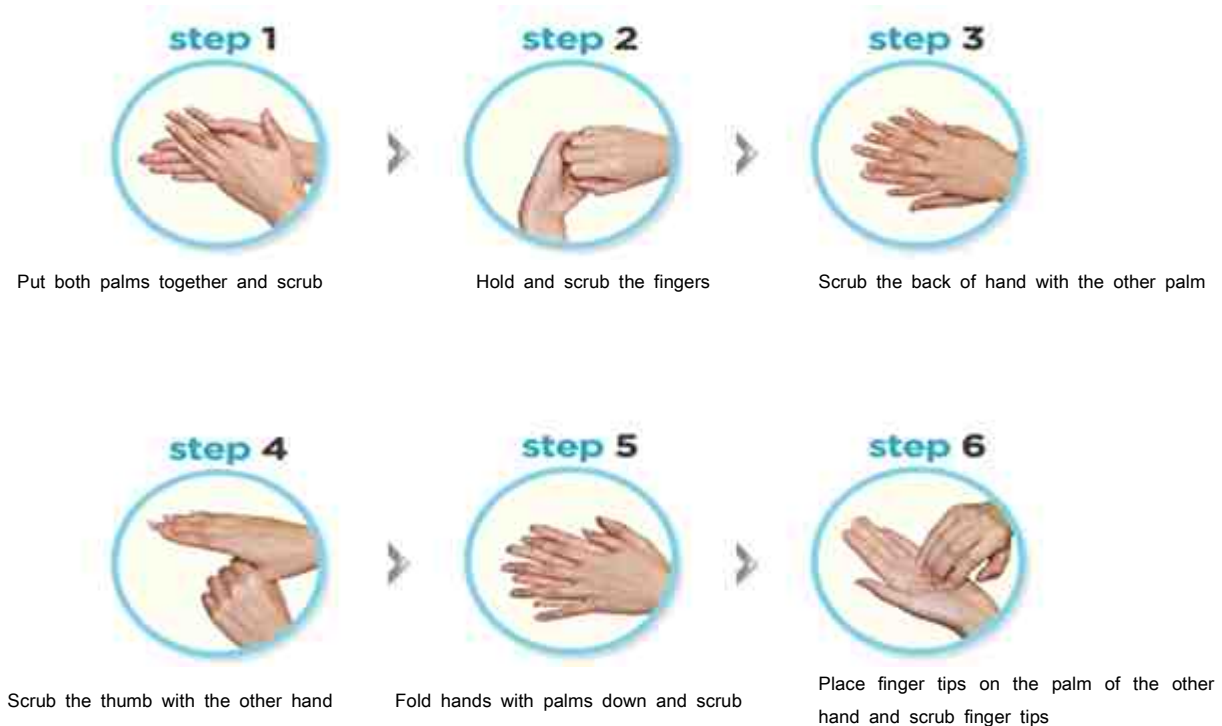 step 1
step 2
step 3
Put both palms together and scrub
Hold and scrub the fingers
Scrub the back of hand with the other palm
step 4
step 5
step 6
Scrub the thumb with the other hand
Fold hands with palms down and scrub
Place finger tips on the palm of the other
hand and scrub finger tips